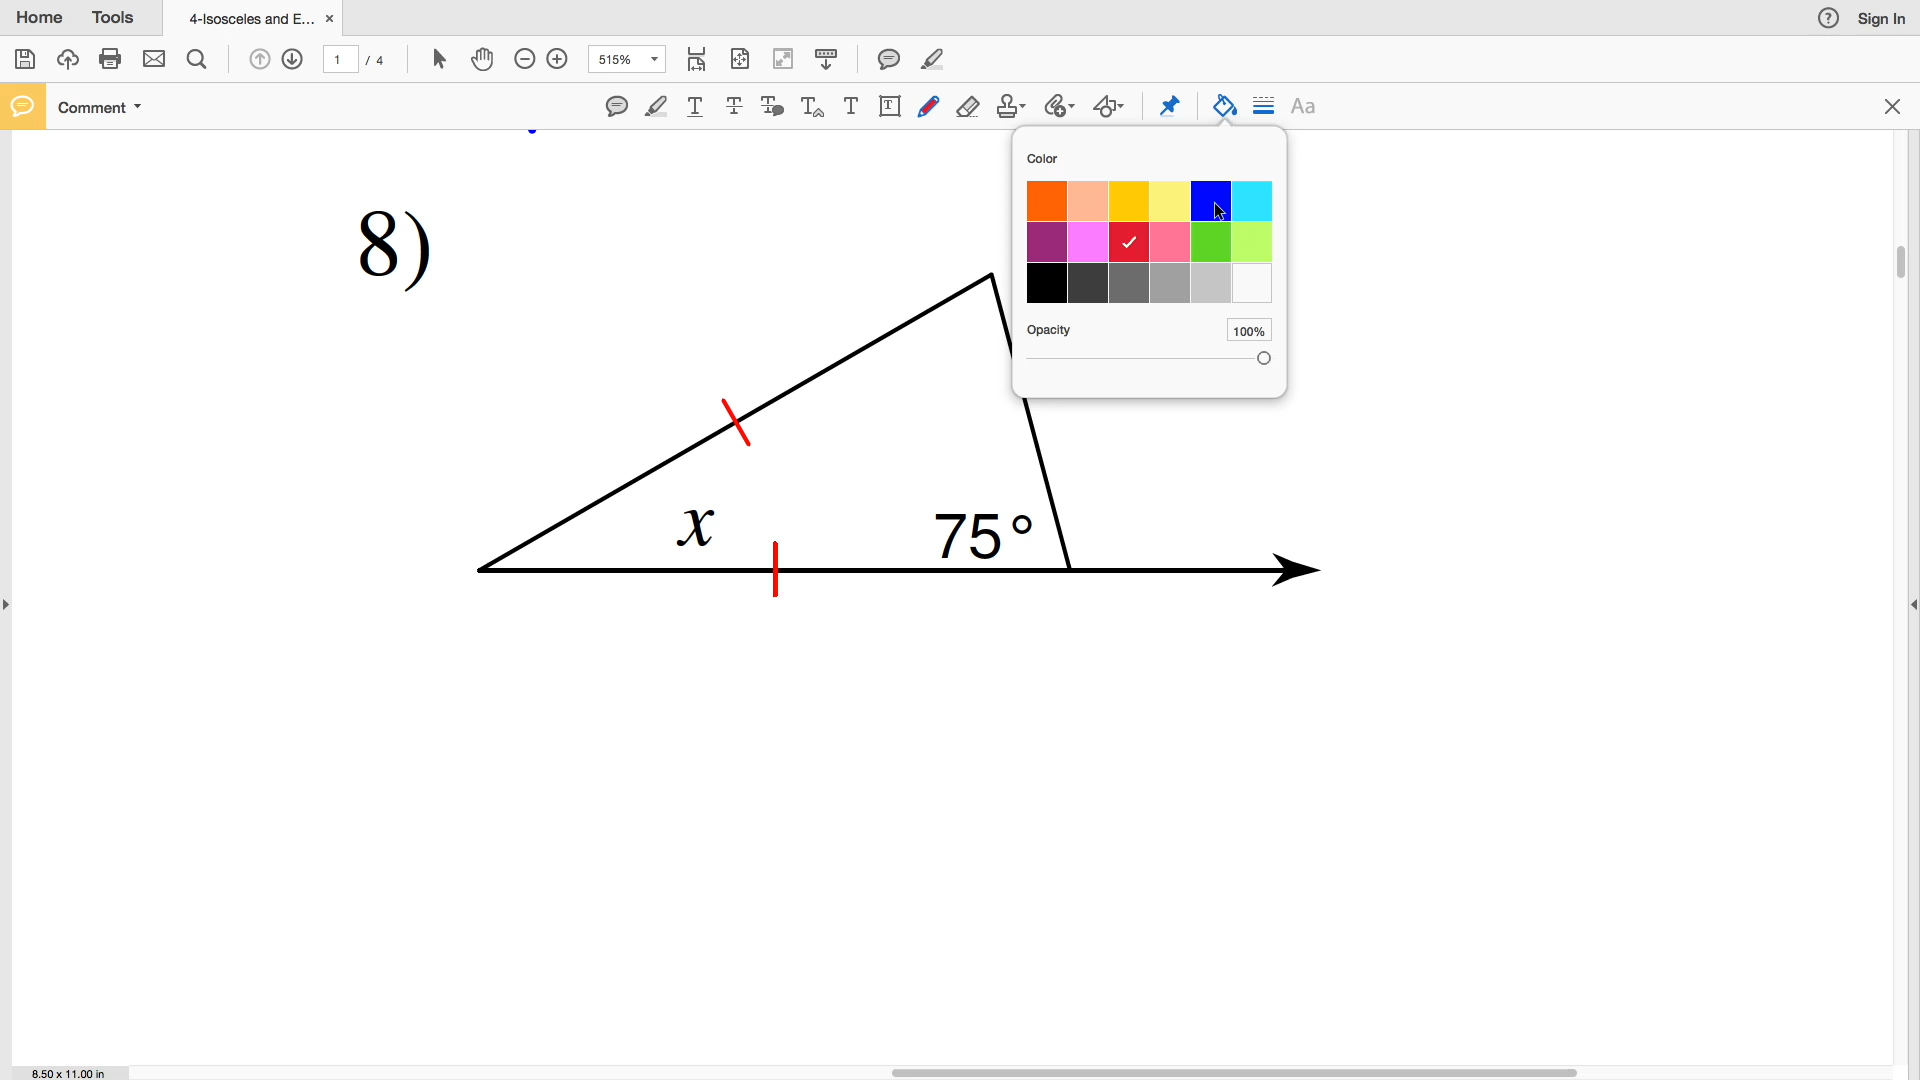 Home Tools 4-Isosceles and E... × ? Sign In
1 / 4 515%
Comment T T T T T T Aa
Color
8)
Opacity 100%
x 75°
8.50 x 11.00 in